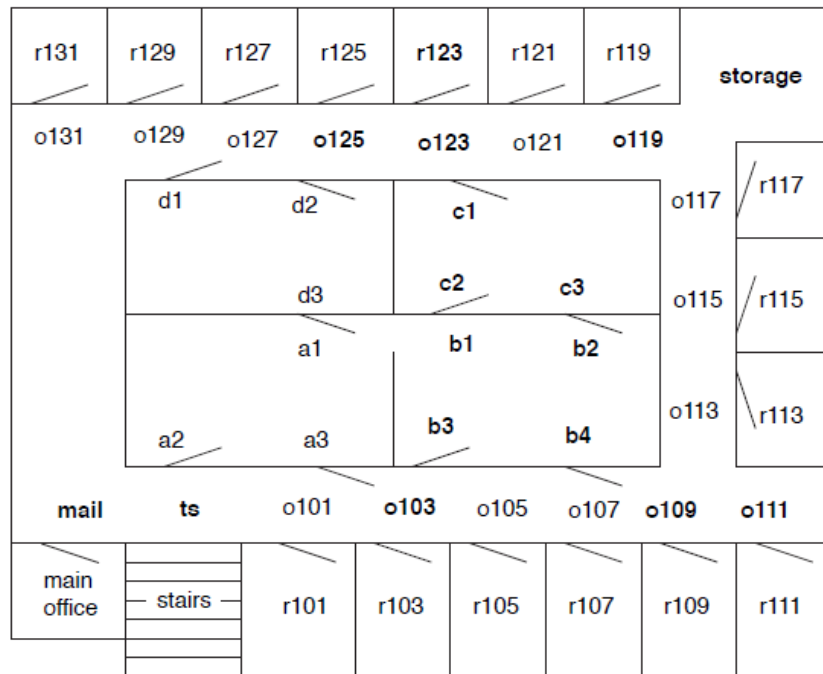 r131 r129 r127 r125 r123 r121 r119
storage
o131 o129 o127 o125 o123 o121 o119
d1 d2 c1 o117 r117
d3 c2 c3 o115 r115
a1 b1 b2
a2 a3 b3 b4 o113 r113
mail ts o101 o103 o105 o107 o109 o111
main
office
stairs r101 r103 r105 r107 r109 r111